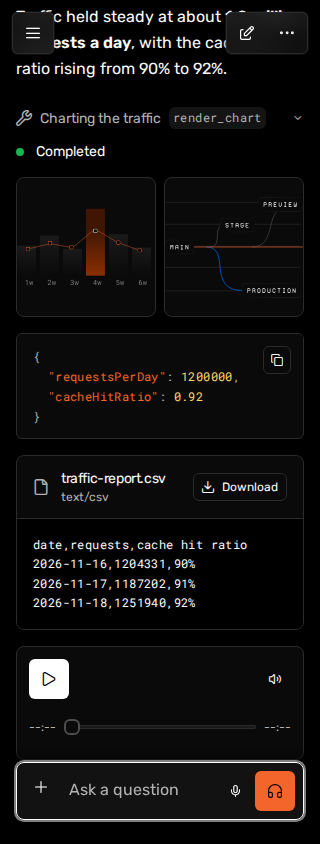 Traffic held steady at about
requests a day, with the cache
ratio rising from 90% to 92%.
Charting the traffic render_chart
Completed
1w 2w 3w 4w 5w 6w
PREVIEW
STAGE
MAIN
PRODUCTION
{
"requestsPerDay": 1200000,
"cacheHitRatio": 0.92
}
traffic-report.csv
text/csv
Download
date,requests,cache hit ratio
2026-11-16,1204331,90%
2026-11-17,1187202,91%
2026-11-18,1251940,92%
--:-- --:--
Ask a question